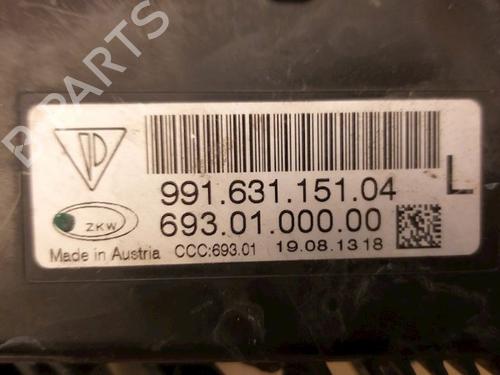 B PARTS
991.631.151.04 L
ZKW 693.01.000.00
Made in Austria CCC:693.01 19.08.13 18